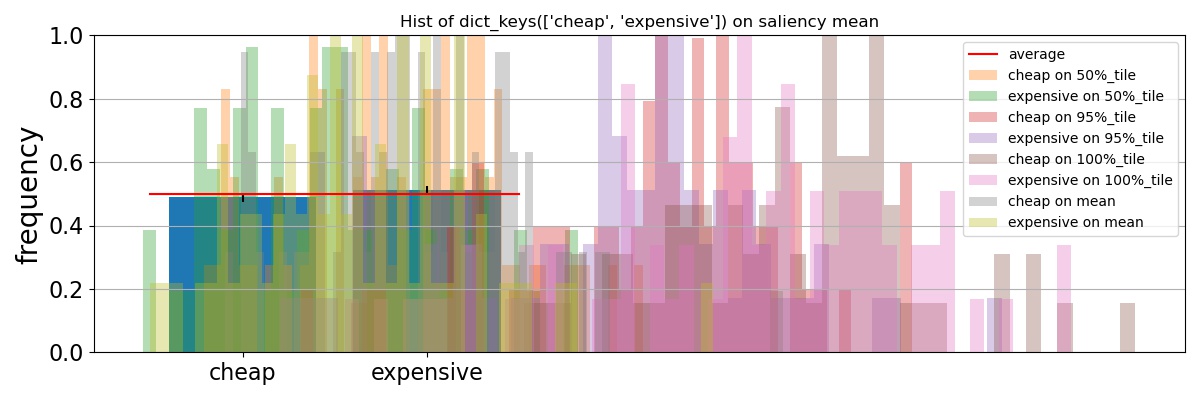 Hist of dict_keys(['cheap', 'expensive']) on saliency mean
frequency
1.0
0.8
0.6
0.4
0.2
0.0
cheap
expensive
average
cheap on 50%_tile
expensive on 50%_tile
cheap on 95%_tile
expensive on 95%_tile
cheap on 100%_tile
expensive on 100%_tile
cheap on mean
expensive on mean